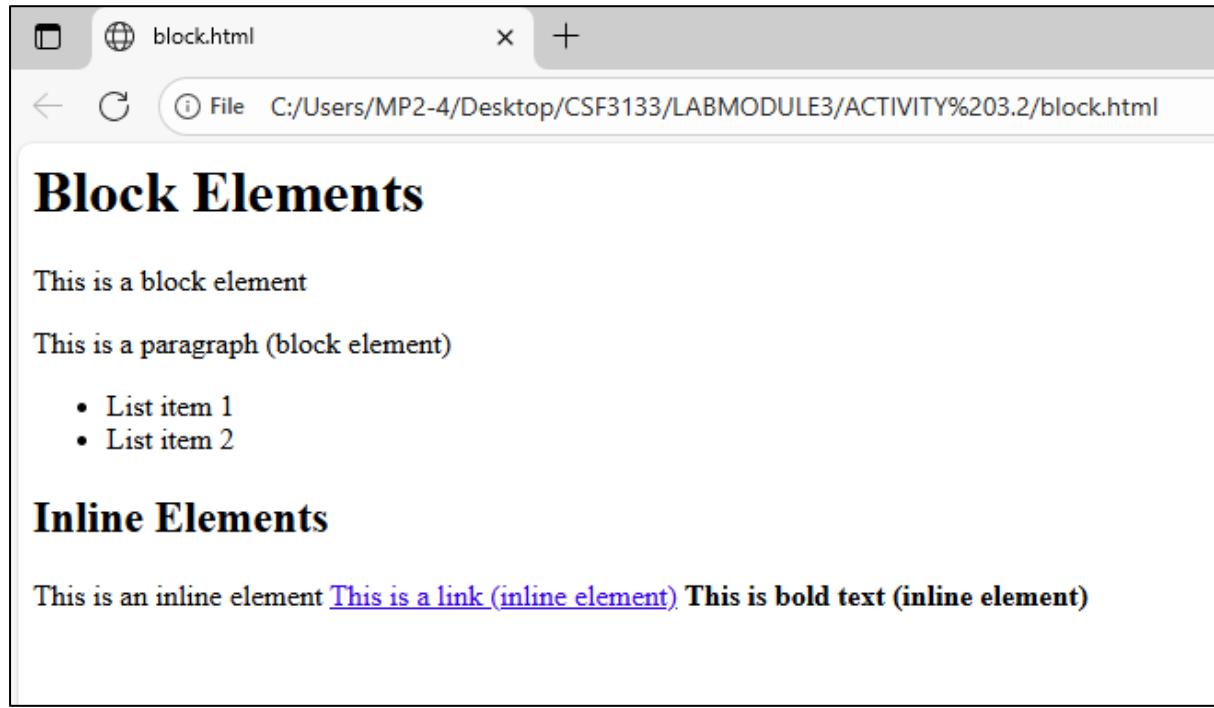 block.html
File C:/Users/MP2-4/Desktop/CSF3133/LABMODULE3/ACTIVITY%203.2/block.html
Block Elements
This is a block element
This is a paragraph (block element)
• List item 1
• List item 2
Inline Elements
This is an inline element This is a link (inline element) This is bold text (inline element)